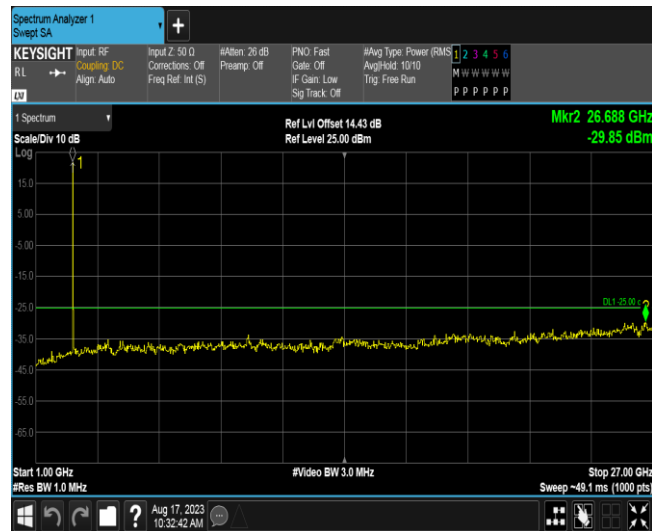 Spectrum Analyzer 1
Swept SA
+
KEYSIGHT Input: RF Input Z: 50 Ω #Atten: 26 dB PNO: Fast #Avg Type: Power (RMS 1 2 3 4 5 6
RL Coupling: DC Corrections: Off Preamp: Off Gate: Off Avg|Hold: 10/10 M W W W W W
Align: Auto Freq Ref: Int (S) IF Gain: Low Trig: Free Run
LXI Sig Track: Off P P P P P P
1 Spectrum Ref Lvl Offset 14.43 dB Mkr2 26.688 GHz
Scale/Div 10 dB Ref Level 25.00 dBm -29.85 dBm
Log
1
15.0
5.00
-5.00
-15.0
DL1 -25.00
-25.0
-35.0
-45.0
-55.0
-65.0
Start 1.00 GHz #Video BW 3.0 MHz Stop 27.00 GHz
#Res BW 1.0 MHz Sweep ~49.1 ms (1000 pts)
? Aug 17, 2023
10:32:42 AM